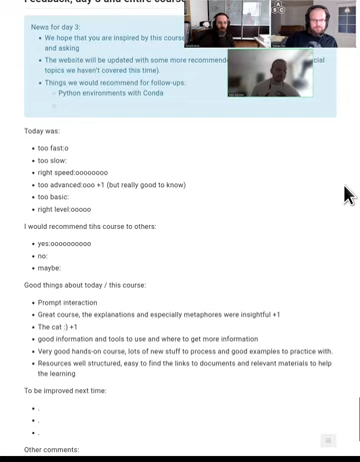 Feedback, day 3 and entire course
News for day 3:
We hope that you are inspired by this course
and asking
The website will be updated with some more recommend cial
topics we haven't covered this time).
Things we would recommend for follow-ups:
Python environments with Conda
Today was:
too fast:o
too slow:
right speed:oooooooo
too advanced:ooo +1 (but really good to know)
too basic:
right level:ooooo
I would recommend tihs course to others:
yes:oooooooooo
no:
maybe:
Good things about today / this course:
Prompt interaction
Great course, the explanations and especially metaphores were insightful +1
The cat :) +1
good information and tools to use and where to get more information
Very good hands-on course, lots of new stuff to process and good examples to practice with.
Resources well structured, easy to find the links to documents and relevant materials to help
the learning
To be improved next time:
.
.
.
Other comments: